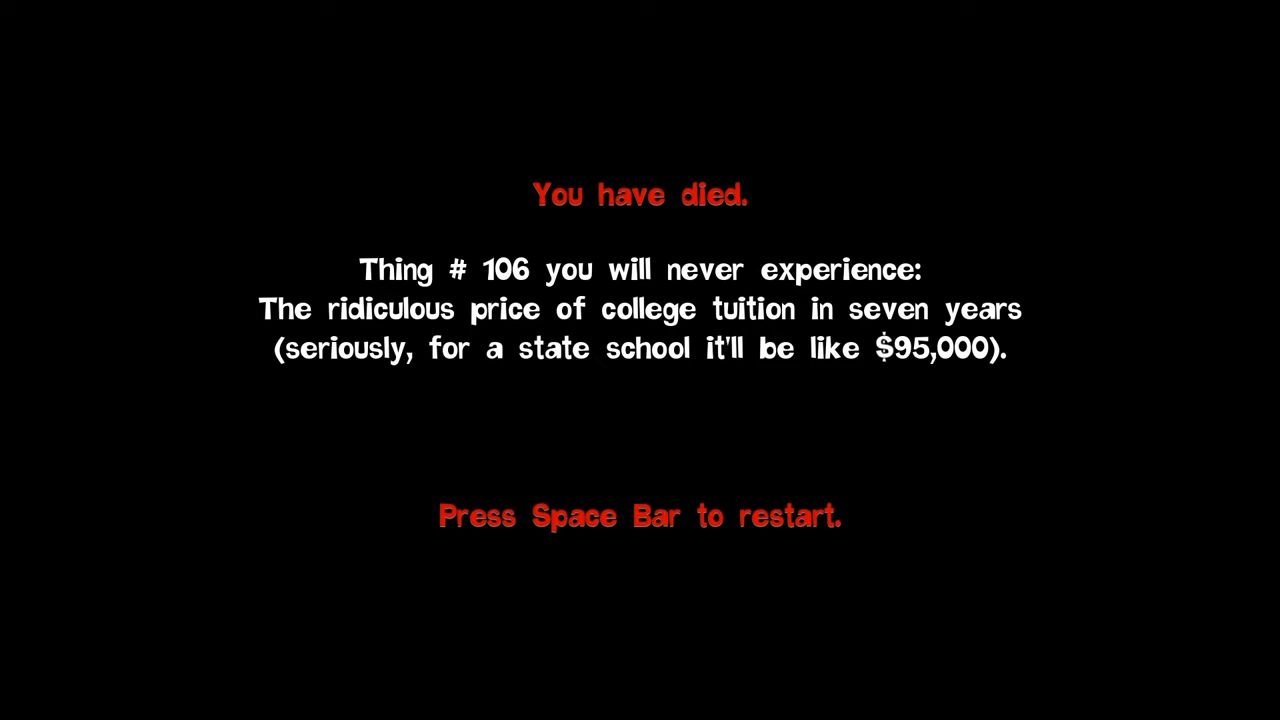 You have died.
Thing # 106 you will never experience:
The ridiculous price of college tuition in seven years
(seriously, for a state school it'll be like $95,000).
Press Space Bar to restart.